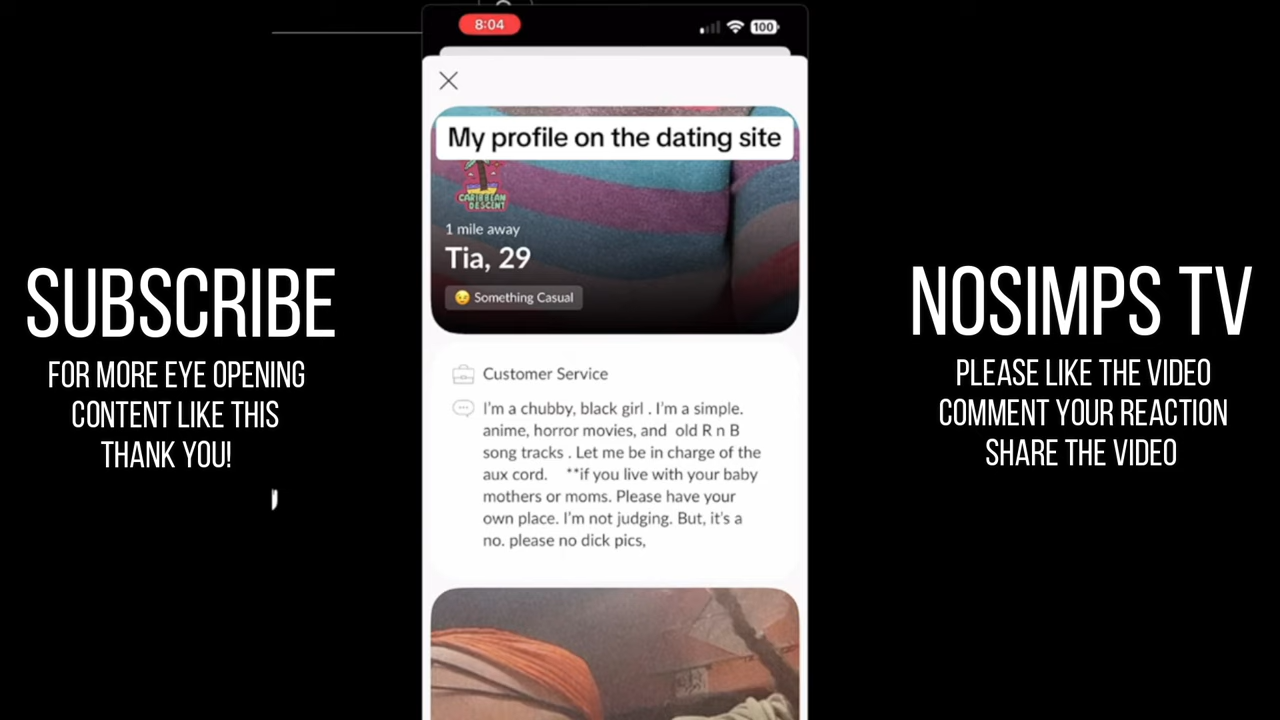 8:04
100
My profile on the dating site
CARIBBEAN
DESCENT
1 mile away
Tia, 29
Something Casual
Customer Service
I'm a chubby, black girl . I'm a simple.
anime, horror movies, and old R n B
song tracks . Let me be in charge of the
aux cord. **if you live with your baby
mothers or moms. Please have your
own place. I'm not judging. But, it's a
no. please no dick pics,
SUBSCRIBE
FOR MORE EYE OPENING
CONTENT LIKE THIS
THANK YOU!
NOSIMPS TV
PLEASE LIKE THE VIDEO
COMMENT YOUR REACTION
SHARE THE VIDEO